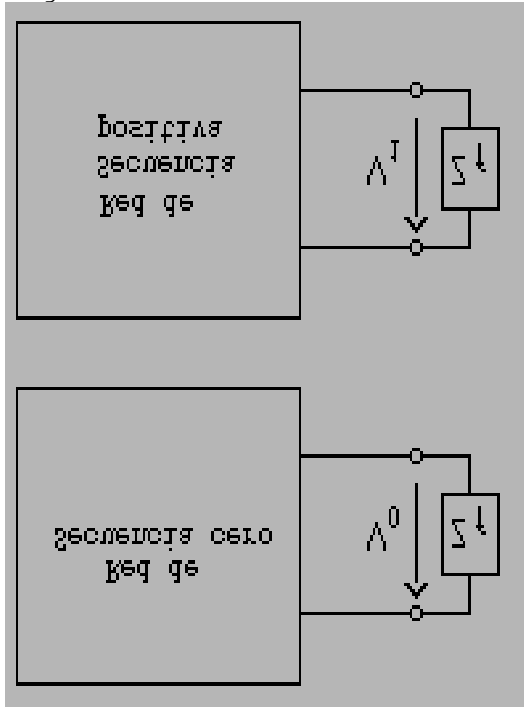 Red de
Secuencia cero
V0
Zf
Red de
Secuencia
positiva
V1
Zf